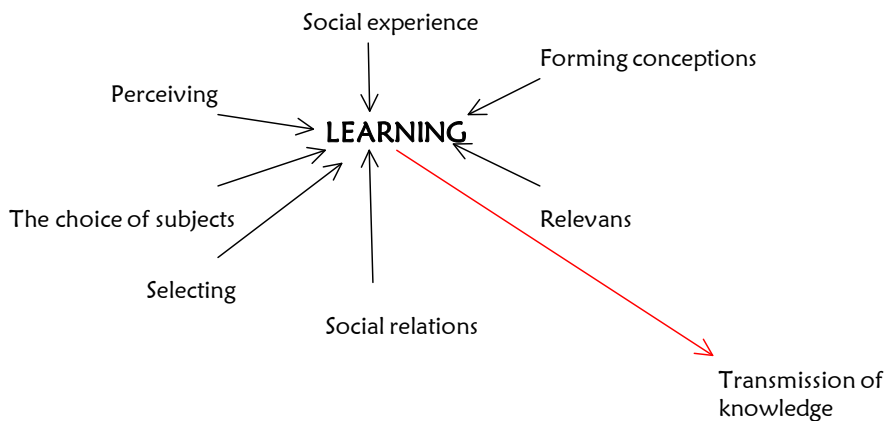 Social experience
Forming conceptions
Perceiving
LEARNING
The choice of subjects
Relevans
Selecting
Social relations
Transmission of
knowledge